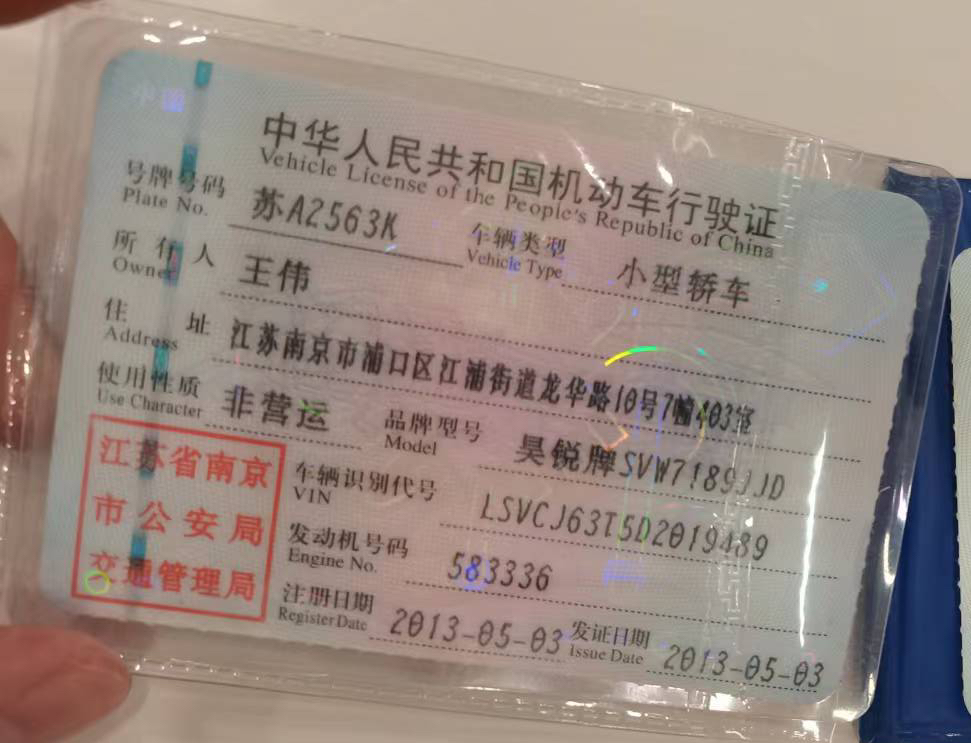 中华人民共和国机动车行驶证
Vehicle License of the People's Republic of China
号牌号码 苏A2563K 车辆类型 小型轿车
Plate No. Vehicle Type
所有人 王伟
Owner
住址 江苏南京市浦口区江浦街道龙华路10号7幢403室
Address
使用性质 非营运 品牌型号 昊锐牌SVW7189JJD
Use Character Model
车辆识别代号 LSVCJ63T5D2019489
VIN
发动机号码 583336
Engine No.
注册日期 2013-05-03 发证日期 2013-05-03
Register Date Issue Date
江苏省南京
市公安局
交通管理局
中国